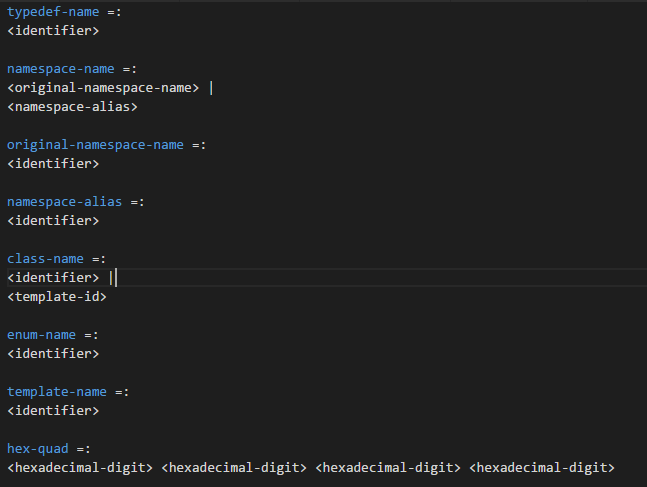 typedef-name =:
<identifier>
namespace-name =:
<original-namespace-name> |
<namespace-alias>
original-namespace-name =:
<identifier>
namespace-alias =:
<identifier>
class-name =:
<identifier> |
<template-id>
enum-name =:
<identifier>
template-name =:
<identifier>
hex-quad =:
<hexadecimal-digit> <hexadecimal-digit> <hexadecimal-digit> <hexadecimal-digit>